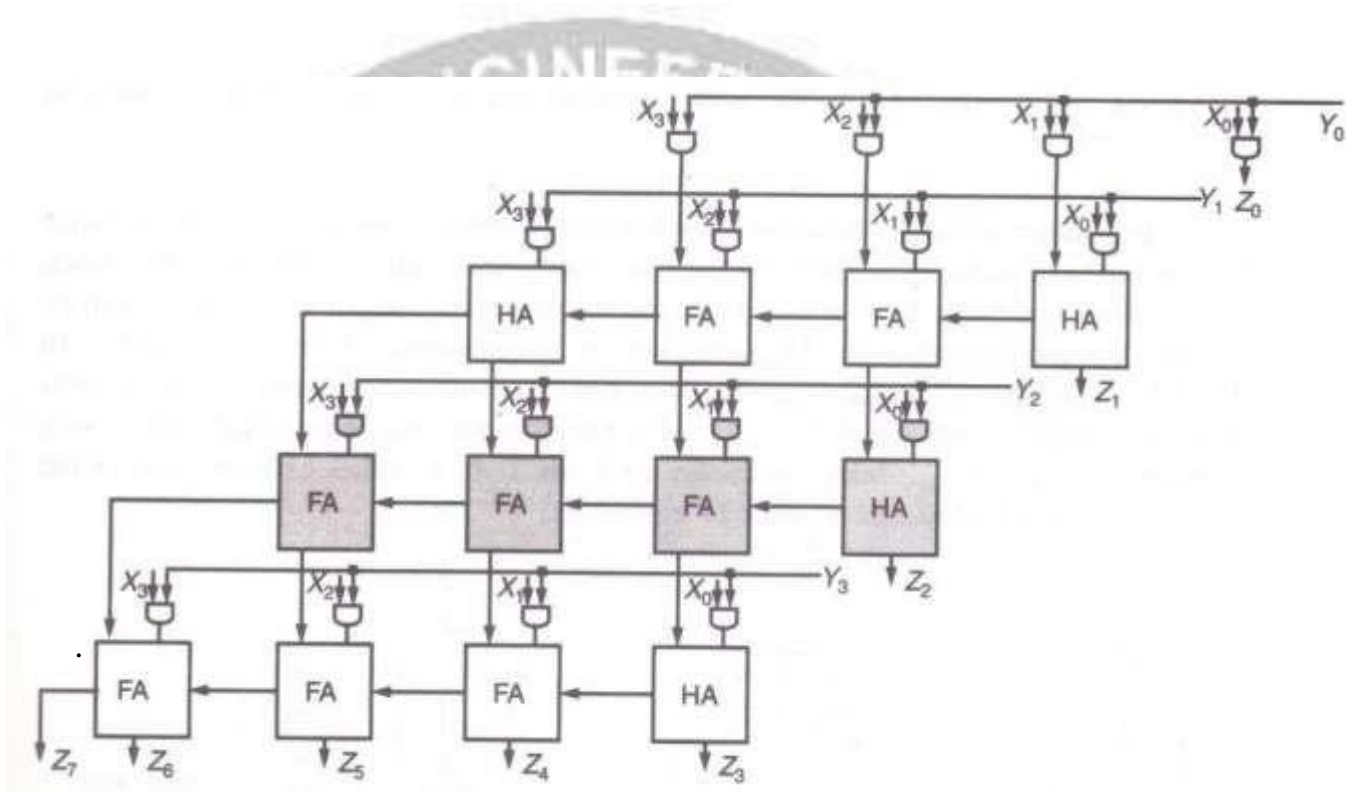 X₃ X₂ X₁ X₀ Y₀
X₃ X₂ X₁ X₀ Y₁ Z₀
HA FA FA HA
X₃ X₂ X₁ X₀ Y₂ Z₁
FA FA FA HA
X₃ X₂ X₁ X₀ Y₃ Z₂
FA FA FA HA
Z₇ Z₆ Z₅ Z₄ Z₃